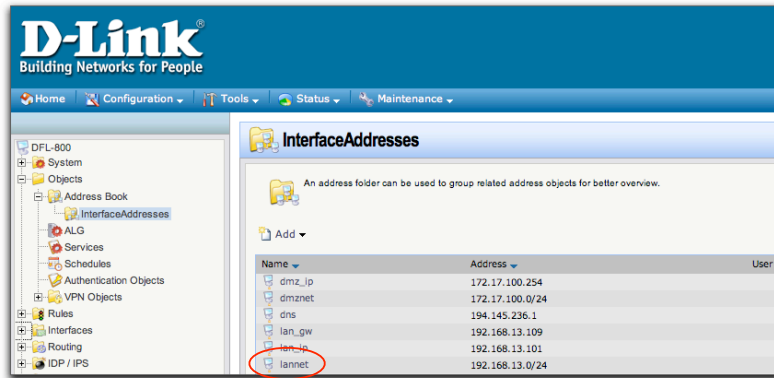 D-Link®
Building Networks for People
Home Configuration Tools Status Maintenance
DFL-800
System
Objects
Address Book
InterfaceAddresses
ALG
Services
Schedules
Authentication Objects
VPN Objects
Rules
Interfaces
Routing
IDP / IPS
InterfaceAddresses
An address folder can be used to group related address objects for better overview.
Add
Name Address User
dmz_ip 172.17.100.254
dmznet 172.17.100.0/24
dns 194.145.236.1
lan_gw 192.168.13.109
lan_ip 192.168.13.101
lannet 192.168.13.0/24